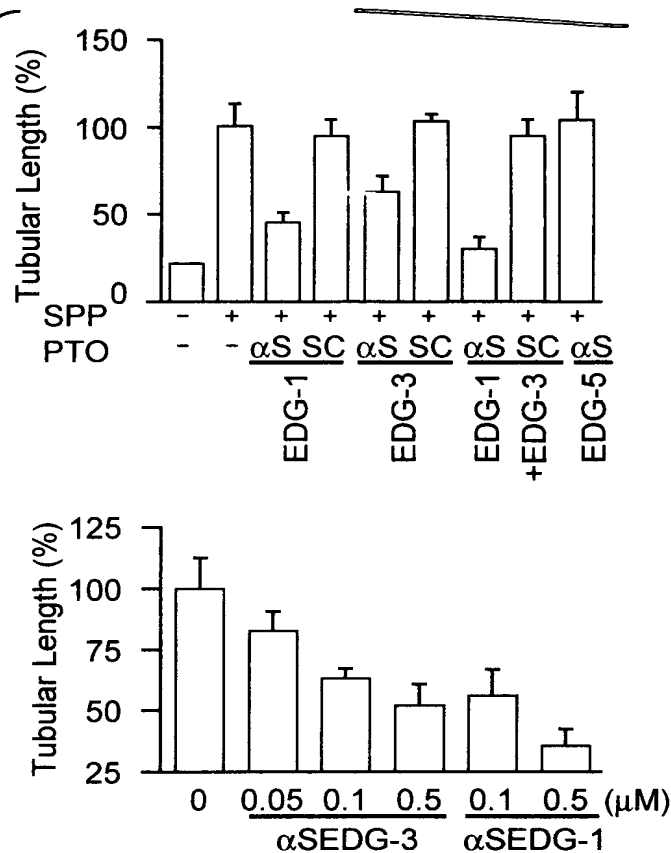 Tubular Length (%)
150
100
50
0
SPP - + + + + + + + +
PTO - - αS SC αS SC αS SC αS
EDG-1
EDG-3
EDG-1
+EDG-3
EDG-5
Tubular Length (%)
125
100
75
50
25
0 0.05 0.1 0.5 0.1 0.5 (μM)
αSEDG-3 αSEDG-1